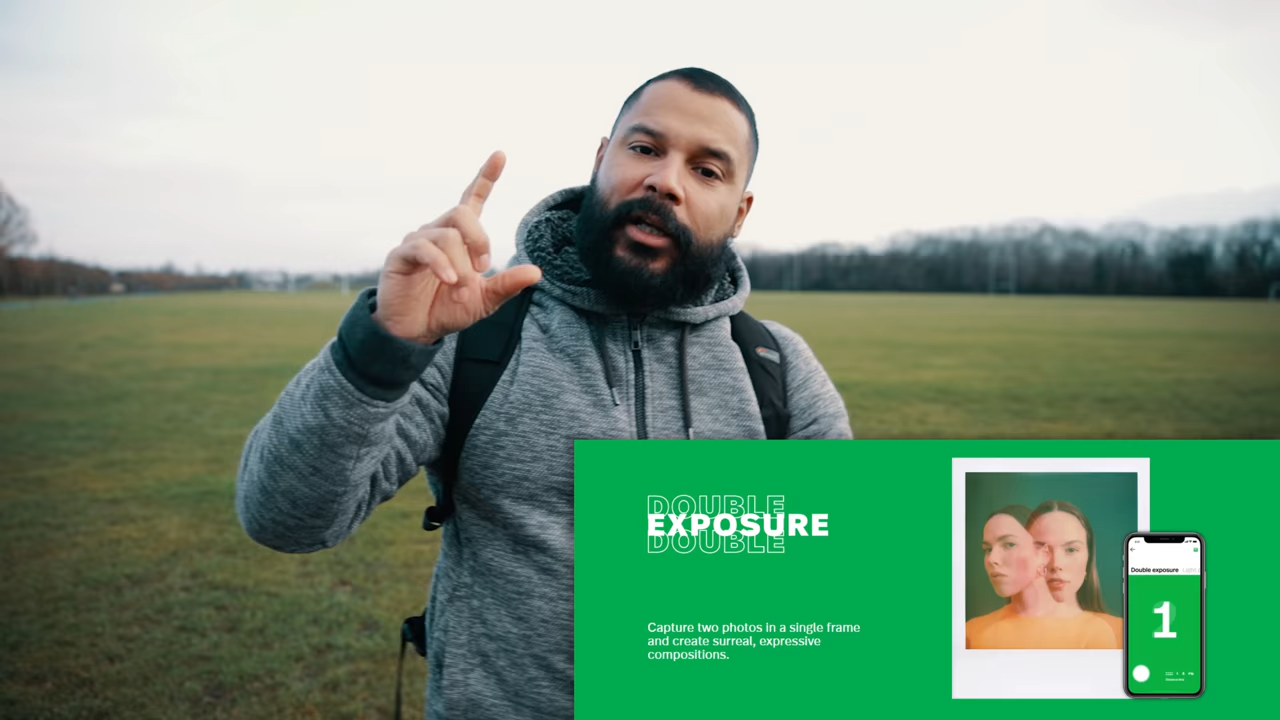 DOUBLE
EXPOSURE
DOUBLE
Capture two photos in a single frame
and create surreal, expressive
compositions.
Double exposure
1